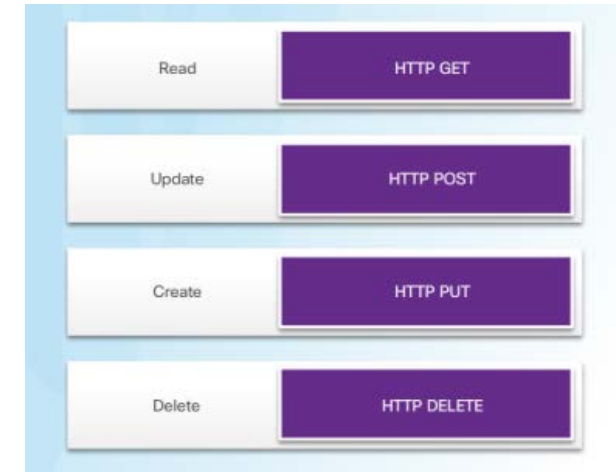 Read HTTP GET
Update HTTP POST
Create HTTP PUT
Delete HTTP DELETE